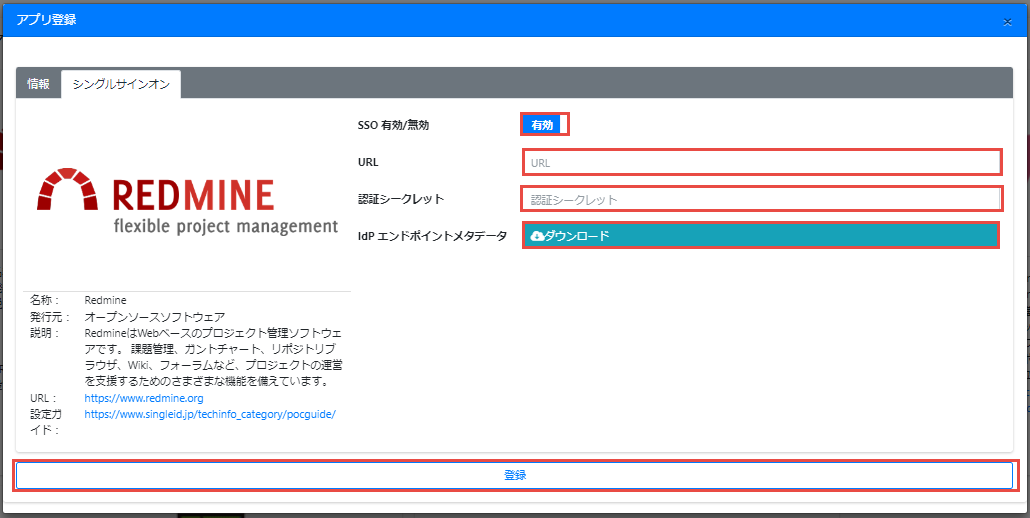 アプリ登録 ×
情報 シングルサインオン
SSO 有効/無効 有効
URL URL
認証シークレット 認証シークレット
IdP エンドポイントメタデータ ダウンロード
REDMINE
flexible project management
名称： Redmine
発行元： オープンソースソフトウェア
説明： RedmineはWebベースのプロジェクト管理ソフトウェ
アです。 課題管理、ガントチャート、リポジトリブ
ラウザ、Wiki、フォーラムなど、プロジェクトの運営
を支援するためのさまざまな機能を備えています。
URL： https://www.redmine.org
設定ガ https://www.singleid.jp/techinfo_category/pocguide/
イド：
登録